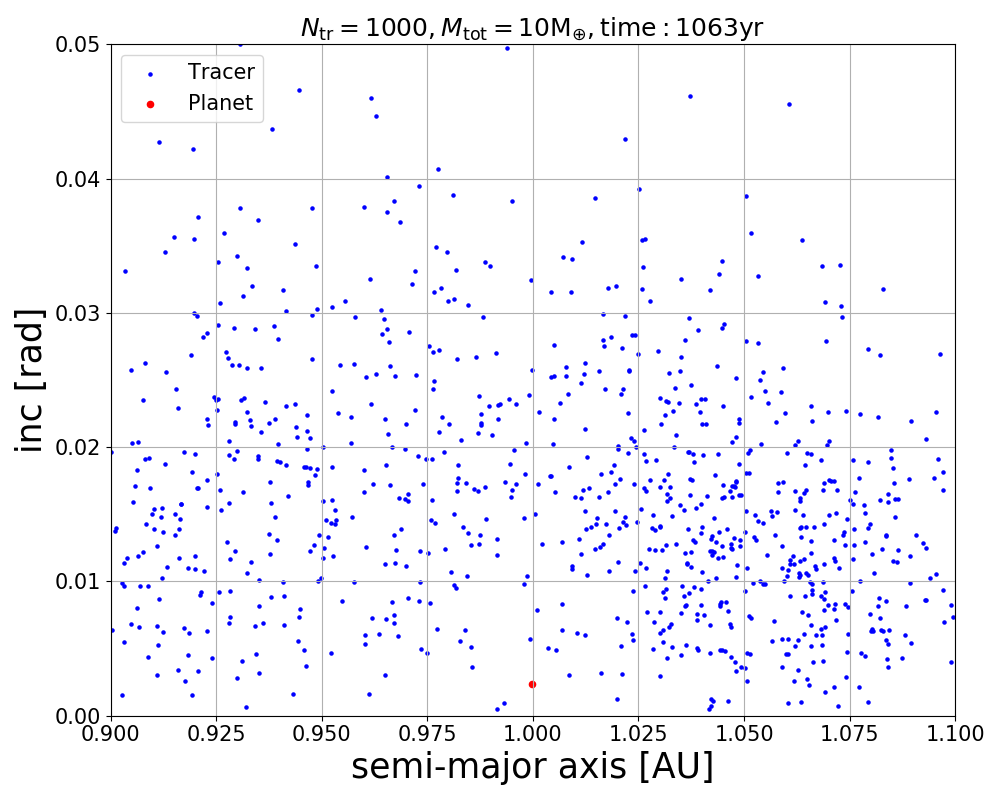 N_tr = 1000, M_tot = 10M_⊕, time : 1063yr
Tracer
Planet
inc [rad]
0.05
0.04
0.03
0.02
0.01
0.00
0.900 0.925 0.950 0.975 1.000 1.025 1.050 1.075 1.100
semi-major axis [AU]